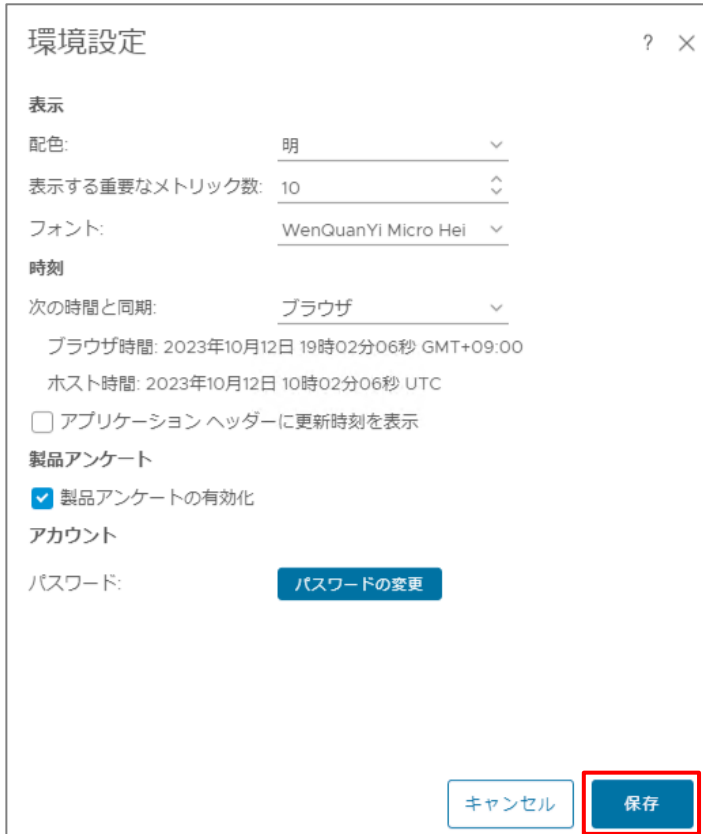 環境設定
?
表示
配色: 明
表示する重要なメトリック数: 10
フォント: WenQuanYi Micro Hei
時刻
次の時間と同期: ブラウザ
ブラウザ時間: 2023年10月12日 19時02分06秒 GMT+09:00
ホスト時間: 2023年10月12日 10時02分06秒 UTC
アプリケーション ヘッダーに更新時刻を表示
製品アンケート
製品アンケートの有効化
アカウント
パスワード: パスワードの変更
キャンセル 保存